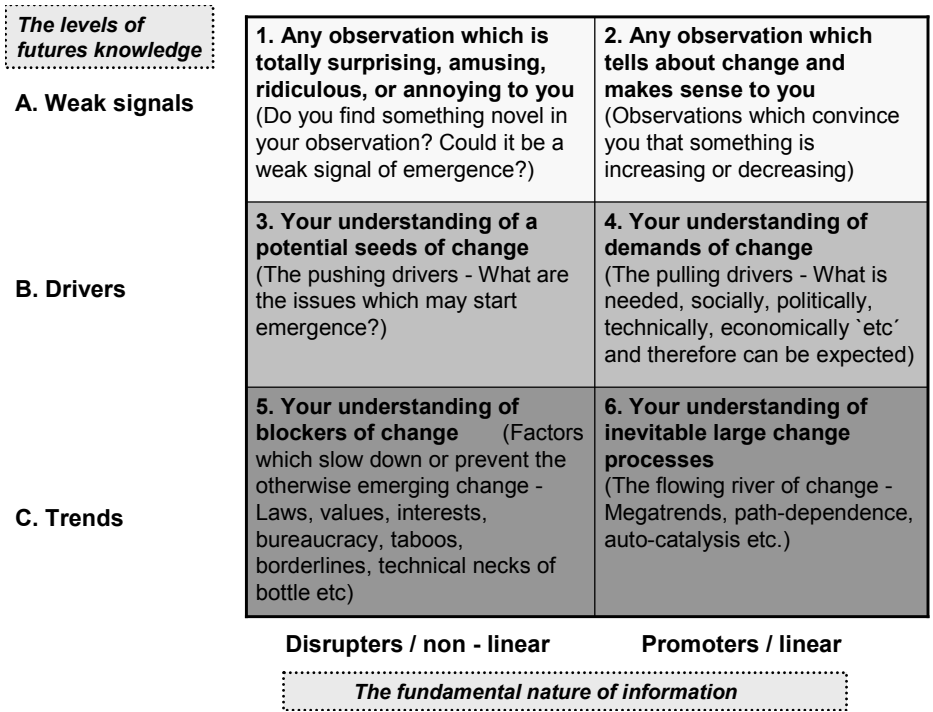 The levels of
futures knowledge
A. Weak signals
1. Any observation which is
totally surprising, amusing,
ridiculous, or annoying to you
(Do you find something novel in
your observation? Could it be a
weak signal of emergence?)
2. Any observation which
tells about change and
makes sense to you
(Observations which convince
you that something is
increasing or decreasing)
B. Drivers
3. Your understanding of a
potential seeds of change
(The pushing drivers - What are
the issues which may start
emergence?)
4. Your understanding of
demands of change
(The pulling drivers - What is
needed, socially, politically,
technically, economically `etc´
and therefore can be expected)
C. Trends
5. Your understanding of
blockers of change (Factors
which slow down or prevent the
otherwise emerging change -
Laws, values, interests,
bureaucracy, taboos,
borderlines, technical necks of
bottle etc)
6. Your understanding of
inevitable large change
processes
(The flowing river of change -
Megatrends, path-dependence,
auto-catalysis etc.)
Disrupters / non - linear
Promoters / linear
The fundamental nature of information